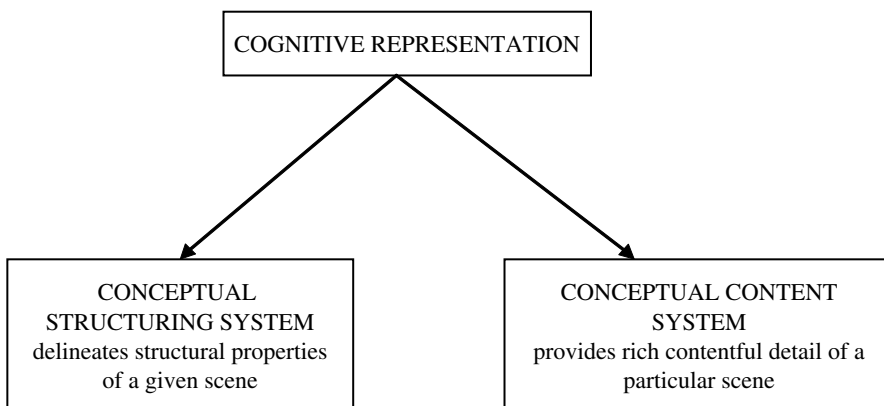 COGNITIVE REPRESENTATION
CONCEPTUAL
STRUCTURING SYSTEM
delineates structural properties
of a given scene
CONCEPTUAL CONTENT
SYSTEM
provides rich contentful detail of a
particular scene